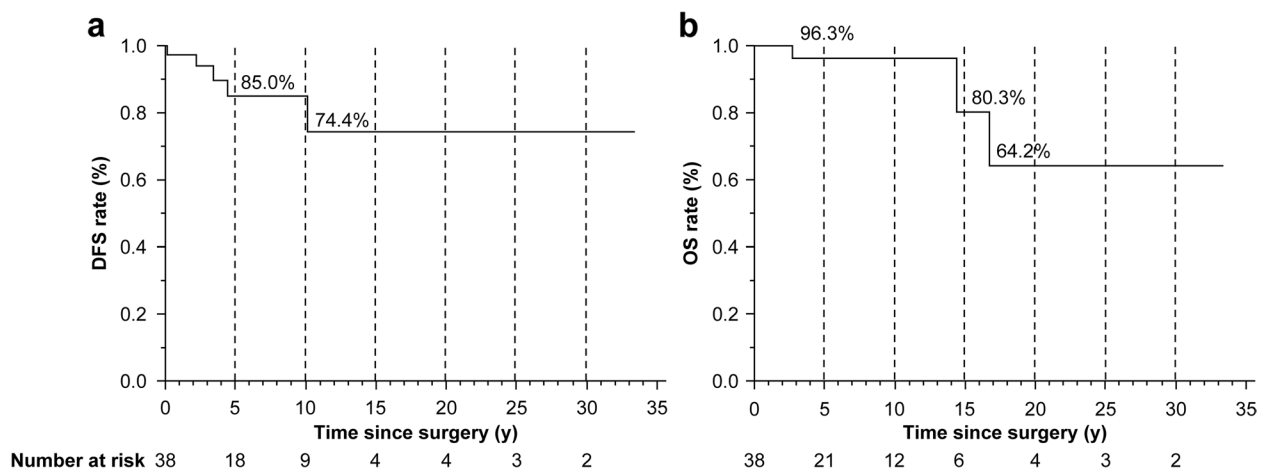 a
1.0
0.8
0.6
0.4
0.2
0.0
DFS rate (%)
85.0%
74.4%
0 5 10 15 20 25 30 35
Time since surgery (y)
Number at risk 38 18 9 4 4 3 2
b
1.0
0.8
0.6
0.4
0.2
0.0
OS rate (%)
96.3%
80.3%
64.2%
0 5 10 15 20 25 30 35
Time since surgery (y)
38 21 12 6 4 3 2